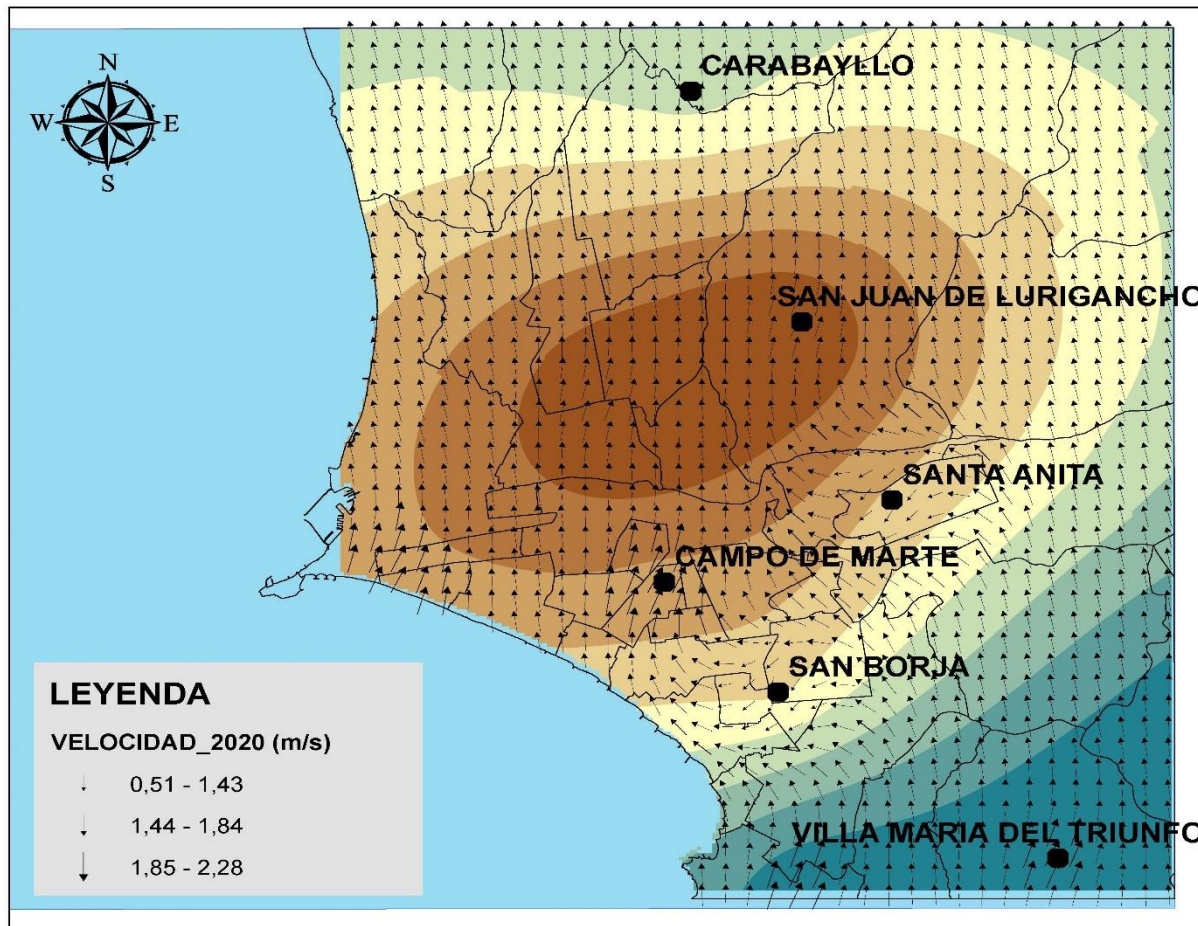 N
W E
S
CARABAYLLO
SAN JUAN DE LURIGANCHO
SANTA ANITA
CAMPO DE MARTE
SAN BORJA
VILLA MARIA DEL TRIUNFO
LEYENDA
VELOCIDAD_2020 (m/s)
0,51 - 1,43
1,44 - 1,84
1,85 - 2,28